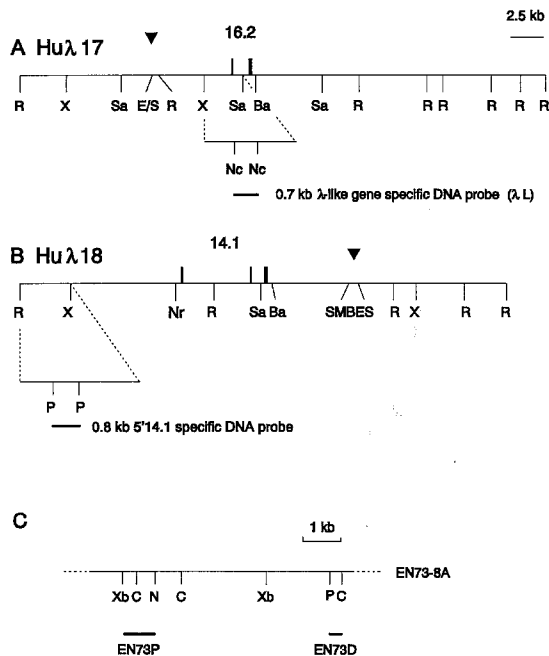 2.5 kb
16.2
A Huλ17
R X Sa E/S R X Sa Ba Sa R R R R R R
Nc Nc
0.7 kb λ-like gene specific DNA probe (λL)
14.1
B Huλ18
R X Nr R Sa Ba SMBES R X R R
P P
0.8 kb 5'14.1 specific DNA probe
C
1 kb
EN73-8A
Xb C N C Xb P C
EN73P EN73D